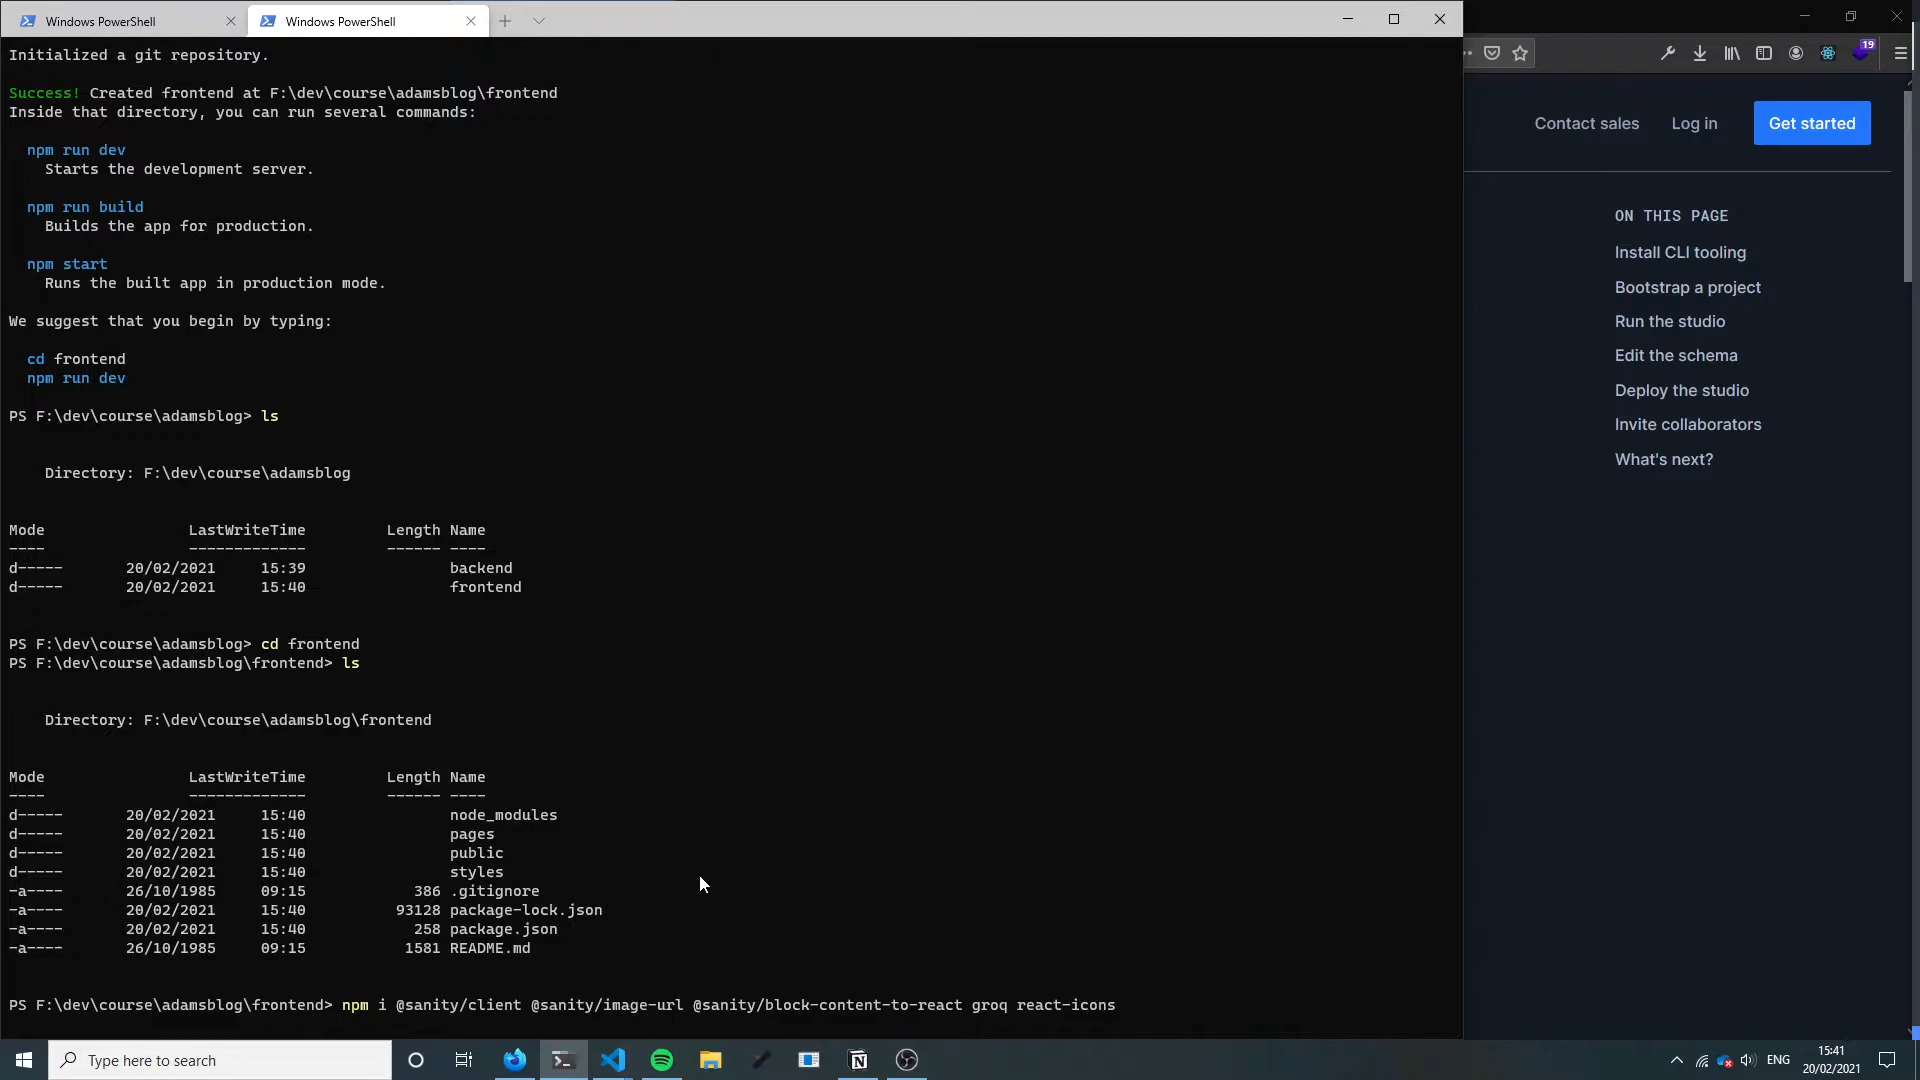 Windows PowerShell
Windows PowerShell
Initialized a git repository.
Success! Created frontend at F:\dev\course\adamsblog\frontend
Inside that directory, you can run several commands:
npm run dev
Starts the development server.
npm run build
Builds the app for production.
npm start
Runs the built app in production mode.
We suggest that you begin by typing:
cd frontend
npm run dev
PS F:\dev\course\adamsblog> ls
Directory: F:\dev\course\adamsblog
Mode LastWriteTime Length Name
---- ------------- ------ ----
d----- 20/02/2021 15:39 backend
d----- 20/02/2021 15:40 frontend
PS F:\dev\course\adamsblog> cd frontend
PS F:\dev\course\adamsblog\frontend> ls
Directory: F:\dev\course\adamsblog\frontend
Mode LastWriteTime Length Name
---- ------------- ------ ----
d----- 20/02/2021 15:40 node_modules
d----- 20/02/2021 15:40 pages
d----- 20/02/2021 15:40 public
d----- 20/02/2021 15:40 styles
-a---- 26/10/1985 09:15 386 .gitignore
-a---- 20/02/2021 15:40 93128 package-lock.json
-a---- 20/02/2021 15:40 258 package.json
-a---- 26/10/1985 09:15 1581 README.md
PS F:\dev\course\adamsblog\frontend> npm i @sanity/client @sanity/image-url @sanity/block-content-to-react groq react-icons
19
Contact sales
Log in
Get started
ON THIS PAGE
Install CLI tooling
Bootstrap a project
Run the studio
Edit the schema
Deploy the studio
Invite collaborators
What's next?
Type here to search
ENG
15:41
20/02/2021